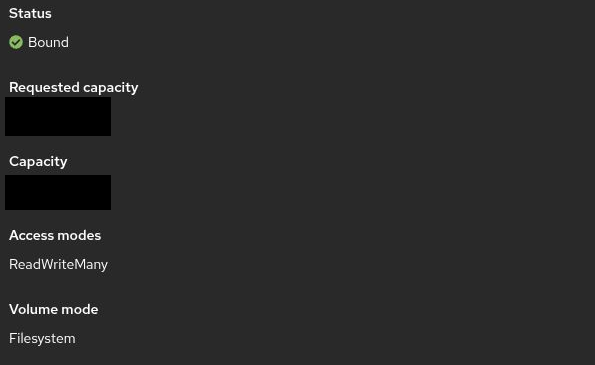 Status
Bound
Requested capacity
Capacity
Access modes
ReadWriteMany
Volume mode
Filesystem